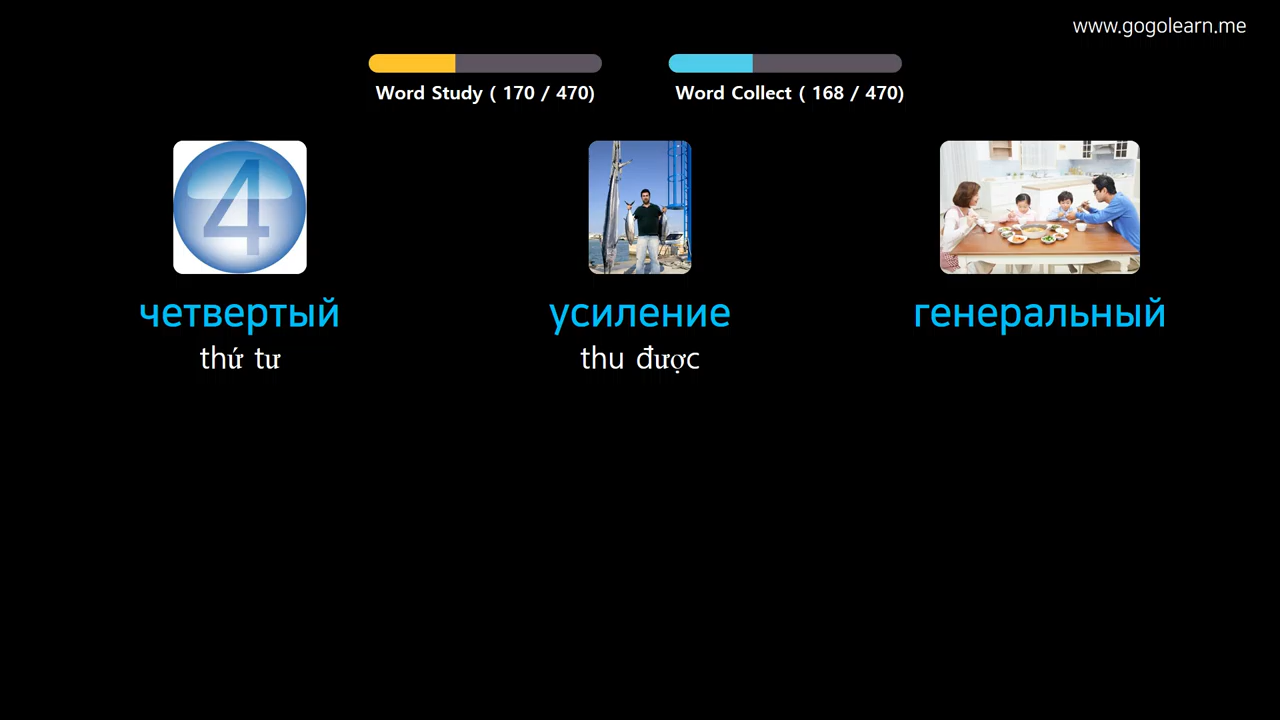 www.gogolearn.me
Word Study ( 170 / 470)
Word Collect ( 168 / 470)
4
четвертый
усиление
генеральный
thứ tư
thu được